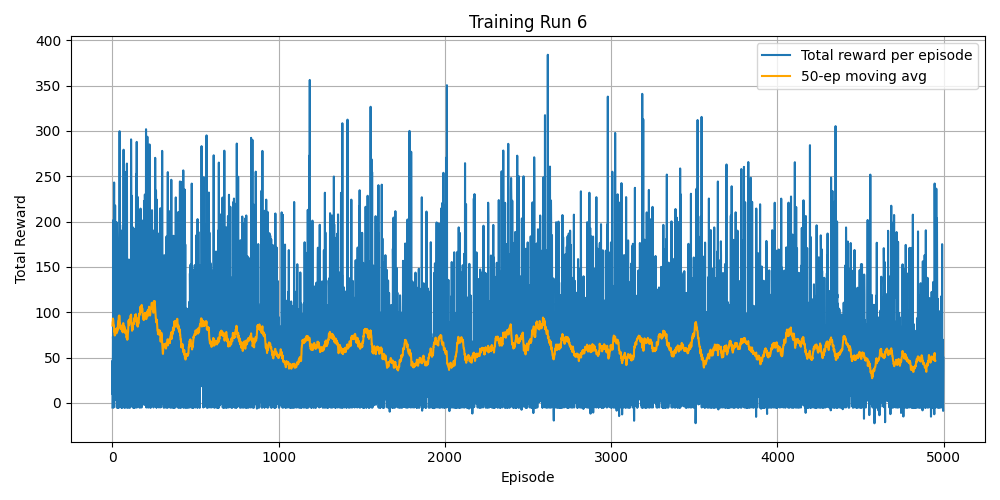 Training Run 6
400
350
300
250
200
150
100
50
0
Total Reward
Total reward per episode
50-ep moving avg
0 1000 2000 3000 4000 5000
Episode